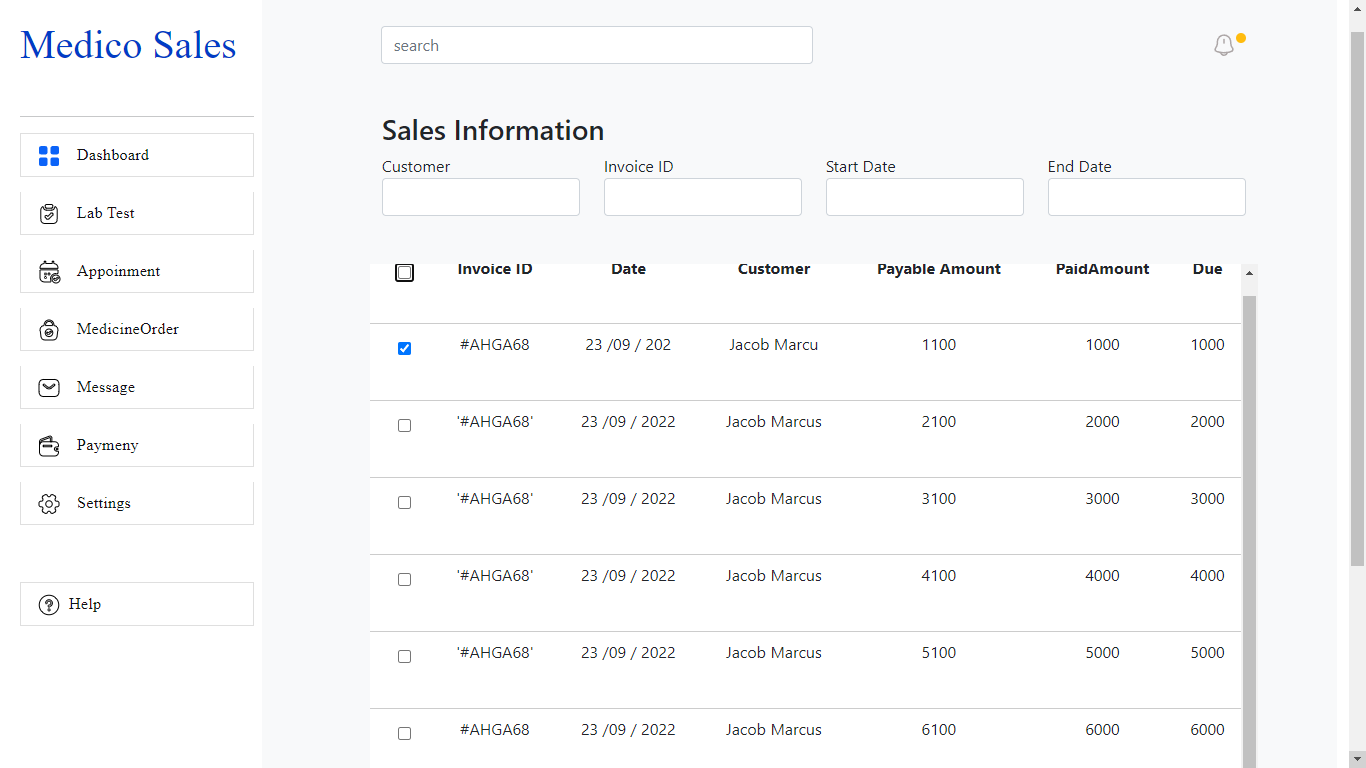 Medico Sales
search
Sales Information
Customer Invoice ID Start Date End Date
Dashboard
Lab Test
Appoinment
MedicineOrder
Message
Paymeny
Settings
Help
Invoice ID Date Customer Payable Amount PaidAmount Due
#AHGA68 23 /09 / 202 Jacob Marcu 1100 1000 1000
'#AHGA68' 23 /09 / 2022 Jacob Marcus 2100 2000 2000
'#AHGA68' 23 /09 / 2022 Jacob Marcus 3100 3000 3000
'#AHGA68' 23 /09 / 2022 Jacob Marcus 4100 4000 4000
'#AHGA68' 23 /09 / 2022 Jacob Marcus 5100 5000 5000
#AHGA68 23 /09 / 2022 Jacob Marcus 6100 6000 6000